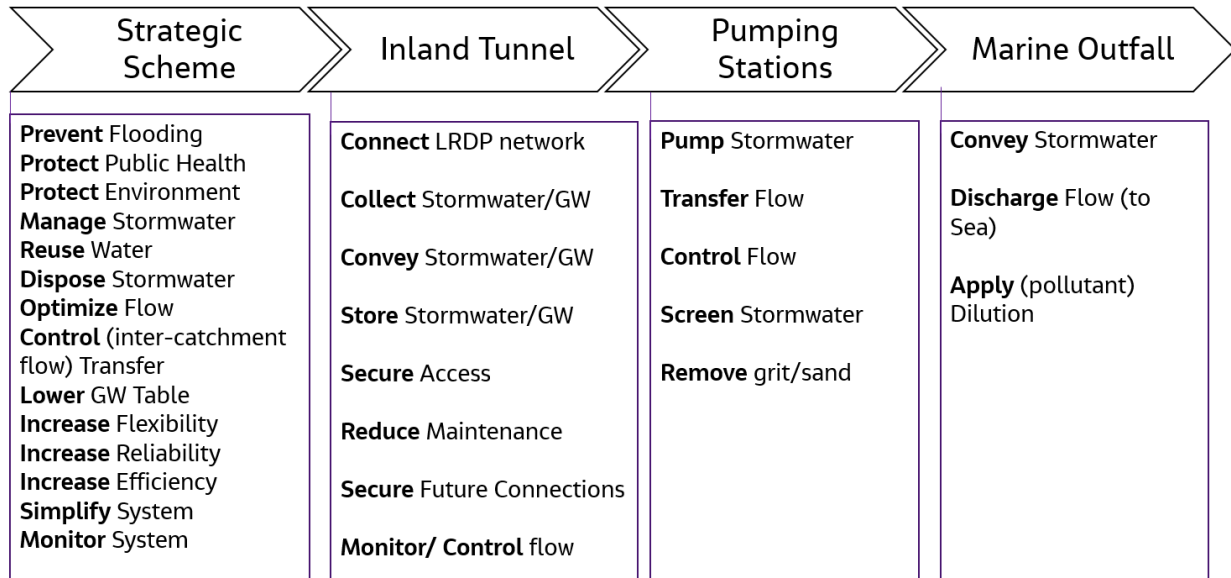 Strategic
Scheme
Inland Tunnel
Pumping
Stations
Marine Outfall
Prevent Flooding
Protect Public Health
Protect Environment
Manage Stormwater
Reuse Water
Dispose Stormwater
Optimize Flow
Control (inter-catchment
flow) Transfer
Lower GW Table
Increase Flexibility
Increase Reliability
Increase Efficiency
Simplify System
Monitor System
Connect LRDP network
Collect Stormwater/GW
Convey Stormwater/GW
Store Stormwater/GW
Secure Access
Reduce Maintenance
Secure Future Connections
Monitor/ Control flow
Pump Stormwater
Transfer Flow
Control Flow
Screen Stormwater
Remove grit/sand
Convey Stormwater
Discharge Flow (to
Sea)
Apply (pollutant)
Dilution